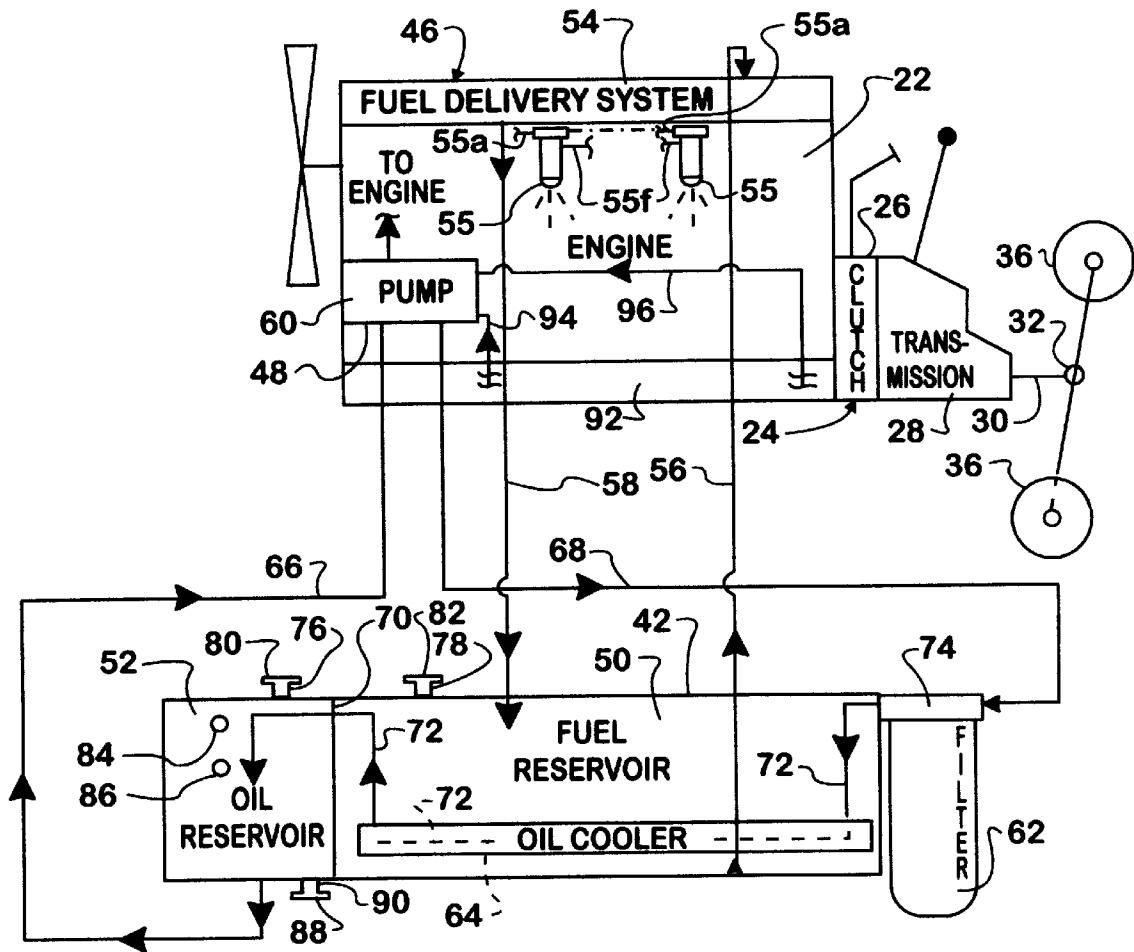 46
54
55a
22
FUEL DELIVERY SYSTEM
55a
TO
ENGINE
55
55f
55
ENGINE
26
36
PUMP
60
94
96
CLUTCH
32
TRANS-
MISSION
48
92
24
28
30
58
56
36
66
68
80
76
70
82
78
42
52
50
74
84
72
FUEL
RESERVOIR
72
FILTER
86
OIL
RESERVOIR
72
OIL COOLER
62
64
90
88